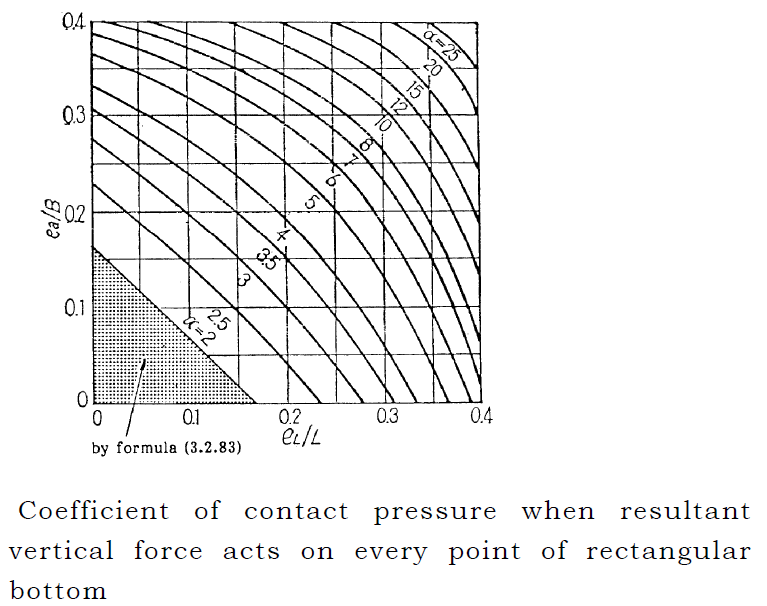 0.4
α=25
20
15
12
10
0.3
8
7
6
5
eB/B
0.2
4
3.5
3
0.1
2.5
α=2
0
0
0.1
0.2
0.3
0.4
eL/L
by formula (3.2.83)
Coefficient of contact pressure when resultant
vertical force acts on every point of rectangular
bottom